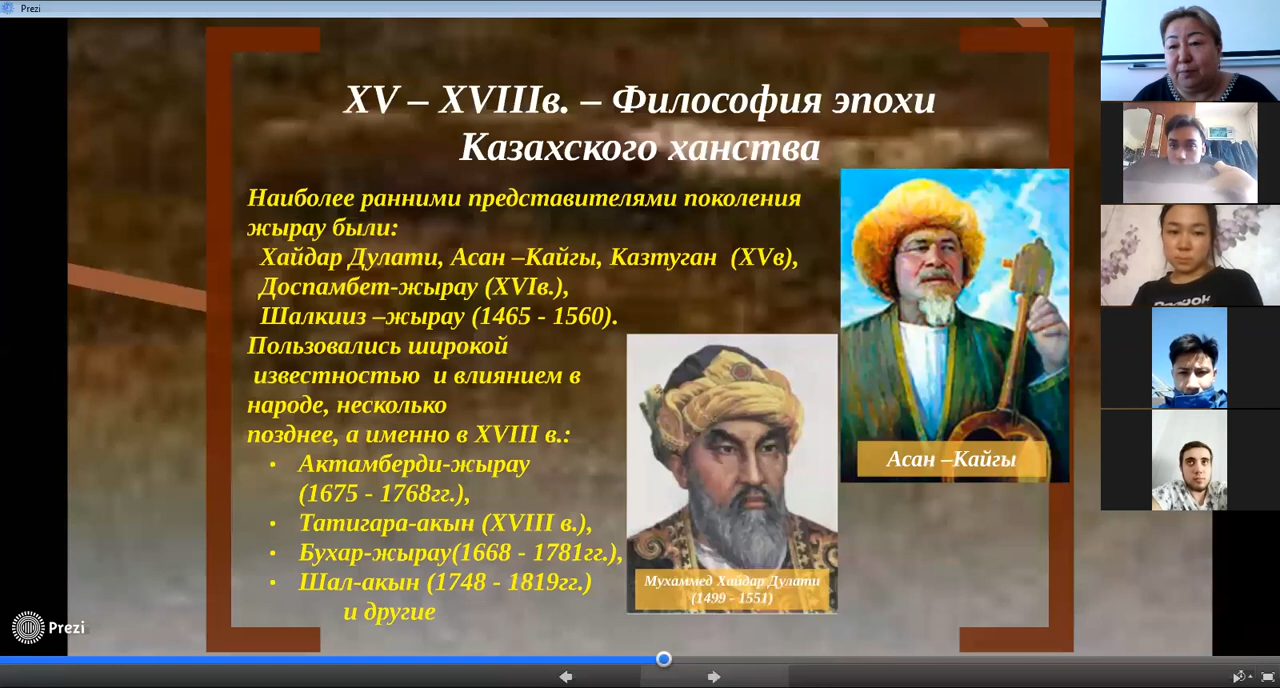 Prezi
XV – XVIIIв. – Философия эпохи
Казахского ханства
Наиболее ранними представителями поколения
жырау были:
Хайдар Дулати, Асан –Кайгы, Казтуган (XVв),
Доспамбет-жырау (XVIв.),
Шалкииз –жырау (1465 - 1560).
Пользовались широкой
известностью и влиянием в
народе, несколько
позднее, а именно в XVIII в.:
• Актамберди-жырау
(1675 - 1768гг.),
• Татигара-акын (XVIII в.),
• Бухар-жырау(1668 - 1781гг.),
• Шал-акын (1748 - 1819гг.)
и другие
Асан –Кайгы
Мухаммед Хайдар Дулати
(1499 - 1551)
Prezi